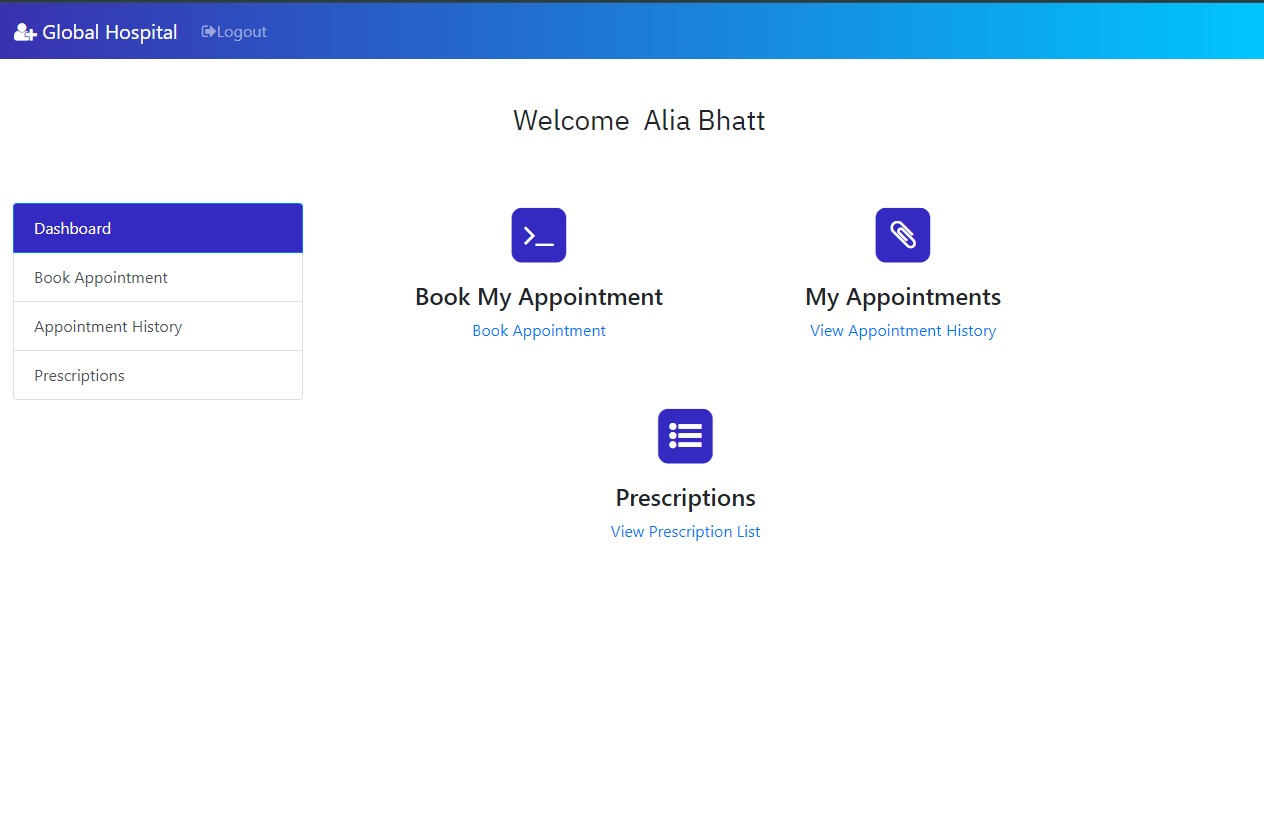 Global Hospital Logout
Welcome Alia Bhatt
Dashboard
Book Appointment
Appointment History
Prescriptions
Book My Appointment
Book Appointment
My Appointments
View Appointment History
Prescriptions
View Prescription List